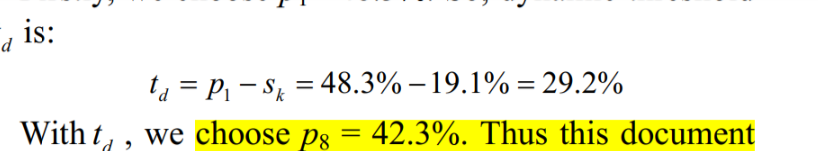 d is:
t_d = p_1 − s_k = 48.3% − 19.1% = 29.2%
With t_d , we choose p_8 = 42.3%. Thus this document